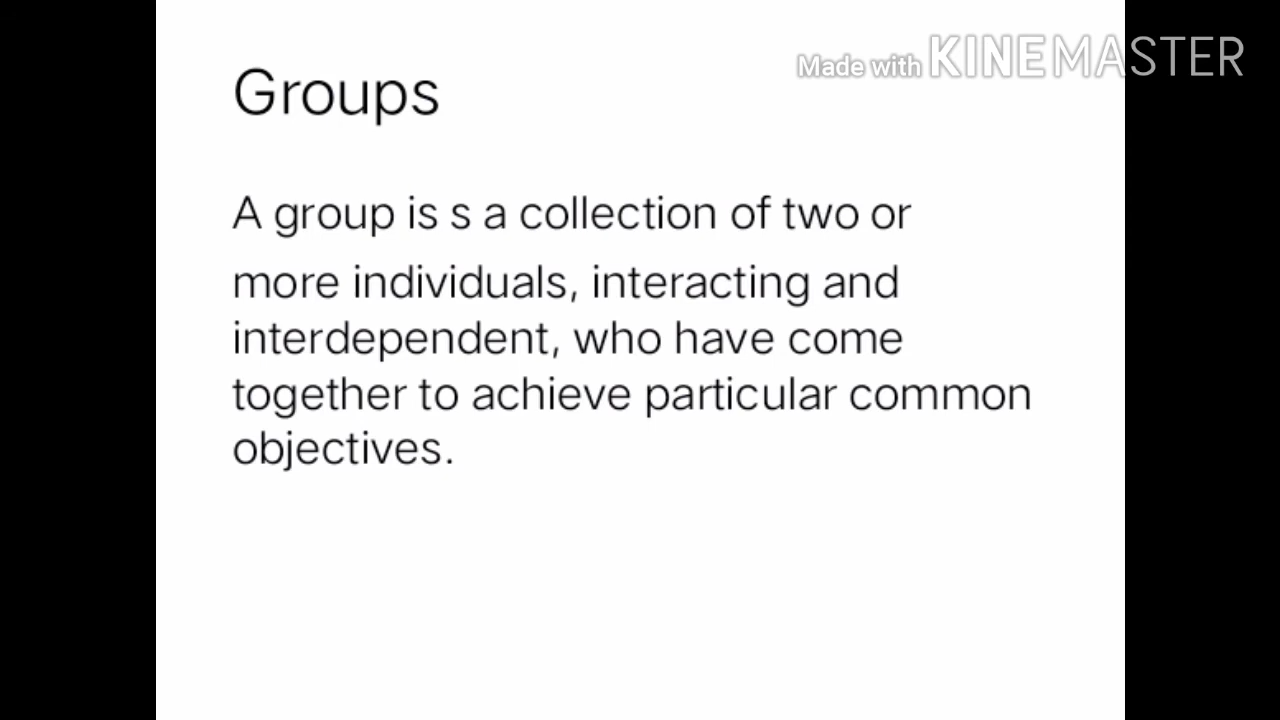 Made with KINEMASTER
Groups
A group is s a collection of two or
more individuals, interacting and
interdependent, who have come
together to achieve particular common
objectives.